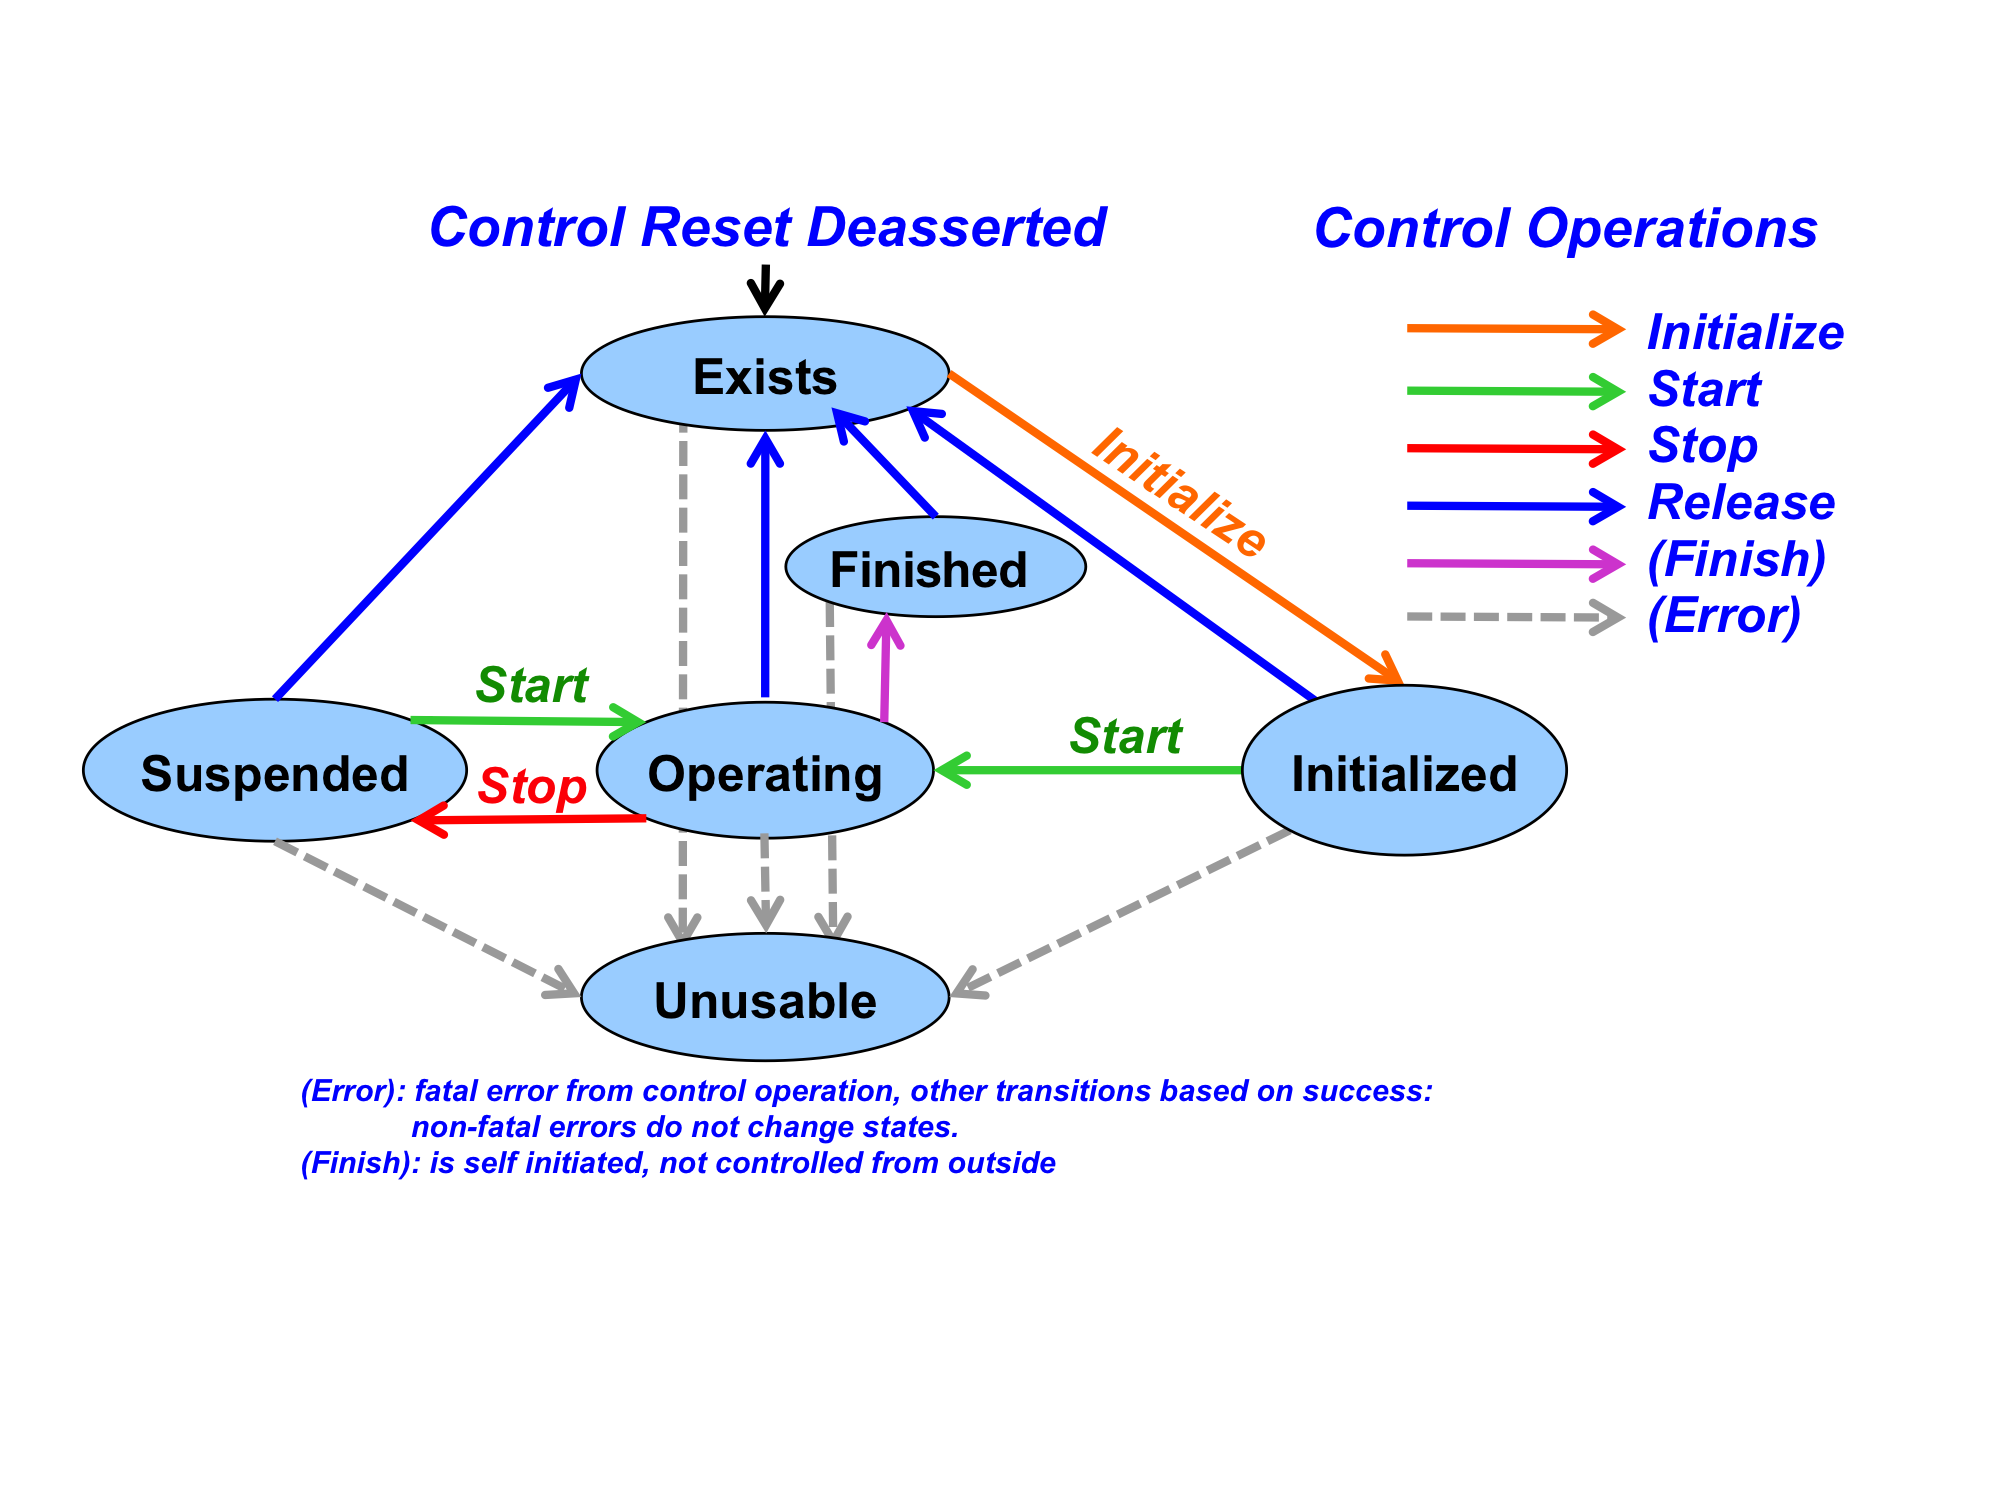 Control Reset Deasserted
Control Operations
Initialize
Start
Stop
Release
(Finish)
(Error)
Exists
Initialize
Finished
Start
Stop
Start
Suspended
Operating
Initialized
Unusable
(Error): fatal error from control operation, other transitions based on success:
non-fatal errors do not change states.
(Finish): is self initiated, not controlled from outside